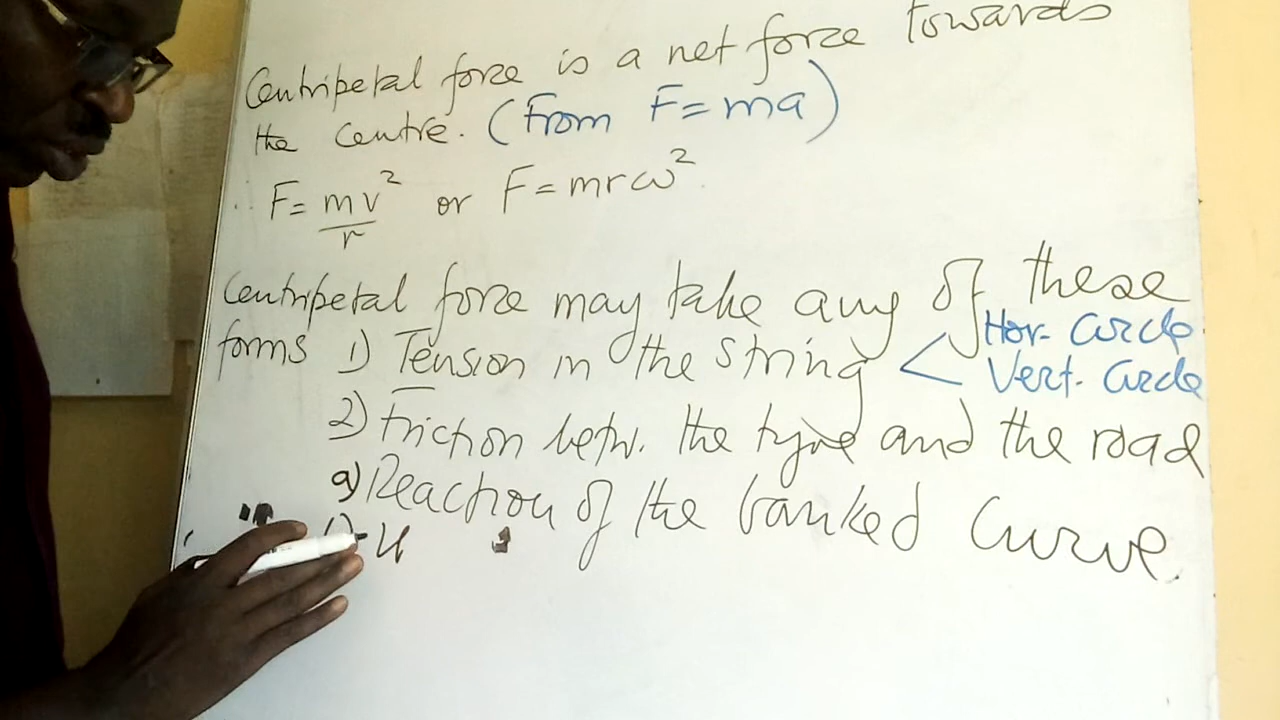 Centripetal force is a net force towards
the centre. (From F=ma)
∴ F= mv²/r or F=mrω²
Centripetal force may take any of these
forms 1) Tension in the string < Hor. Circle
Vert. Circle
2) Friction betw. the tyre and the road
Reaction of the banked Curve.